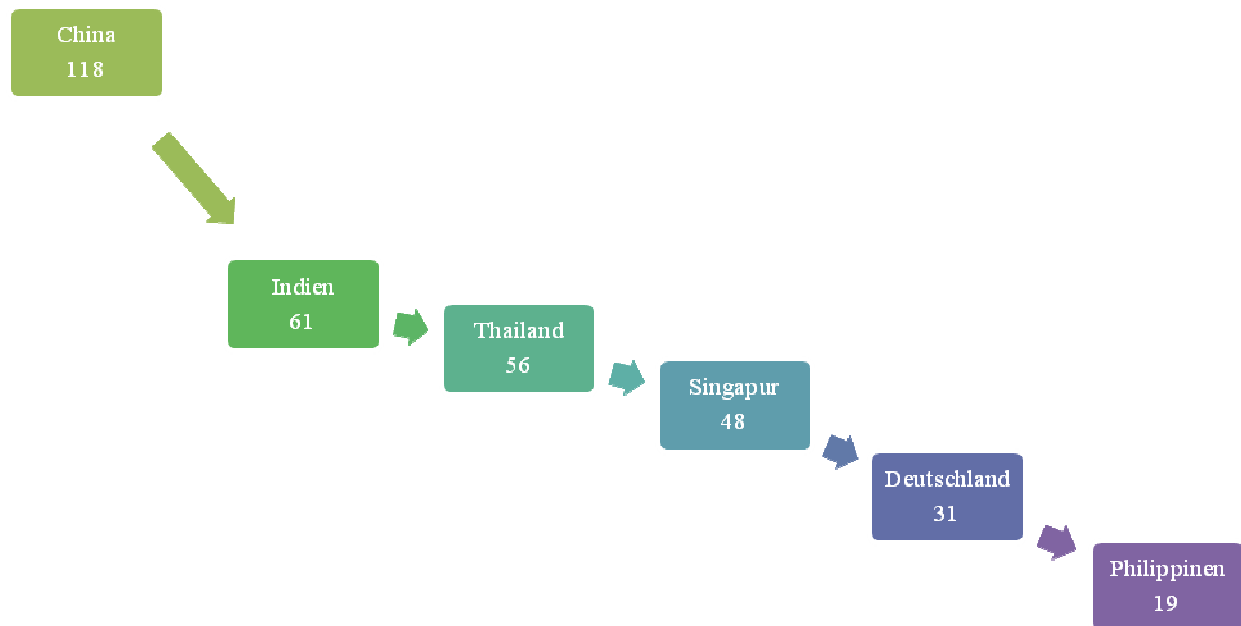 China
118
Indien
61
Thailand
56
Singapur
48
Deutschland
31
Philippinen
19